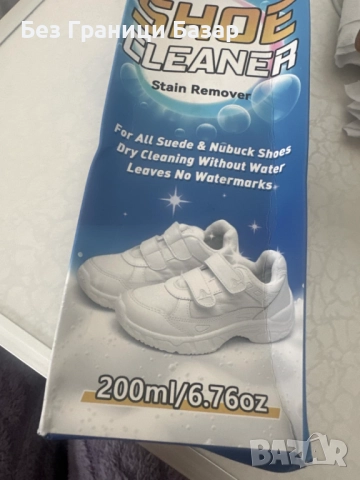 Без Граници Базар
SHOE
CLEANER
Stain Remover
For All Suede & Nubuck Shoes
Dry Cleaning Without Water
Leaves No Watermarks
200ml/6.76oz
BAZAR